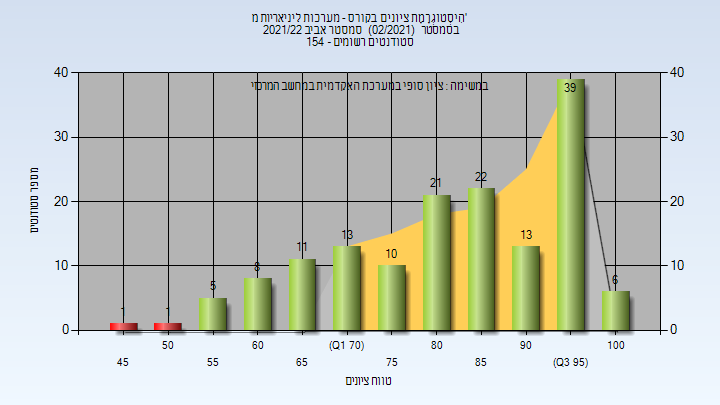 היסטוגרמת ציונים בקורס - מערכות ליניאריות מ'
בסמסטר (02/2021) סמסטר אביב 2021/22
סטודנטים רשומים - 154
במשימה : ציון סופי במערכת האקדמית במחשב המרכזי
מספר סטודנטים
40 40
30 30
20 20
10 10
0 0
1 1 5 8 11 13 10 21 22 13 39 6
45 50 55 60 65 (Q1 70) 75 80 85 90 (Q3 95) 100
טווח ציונים